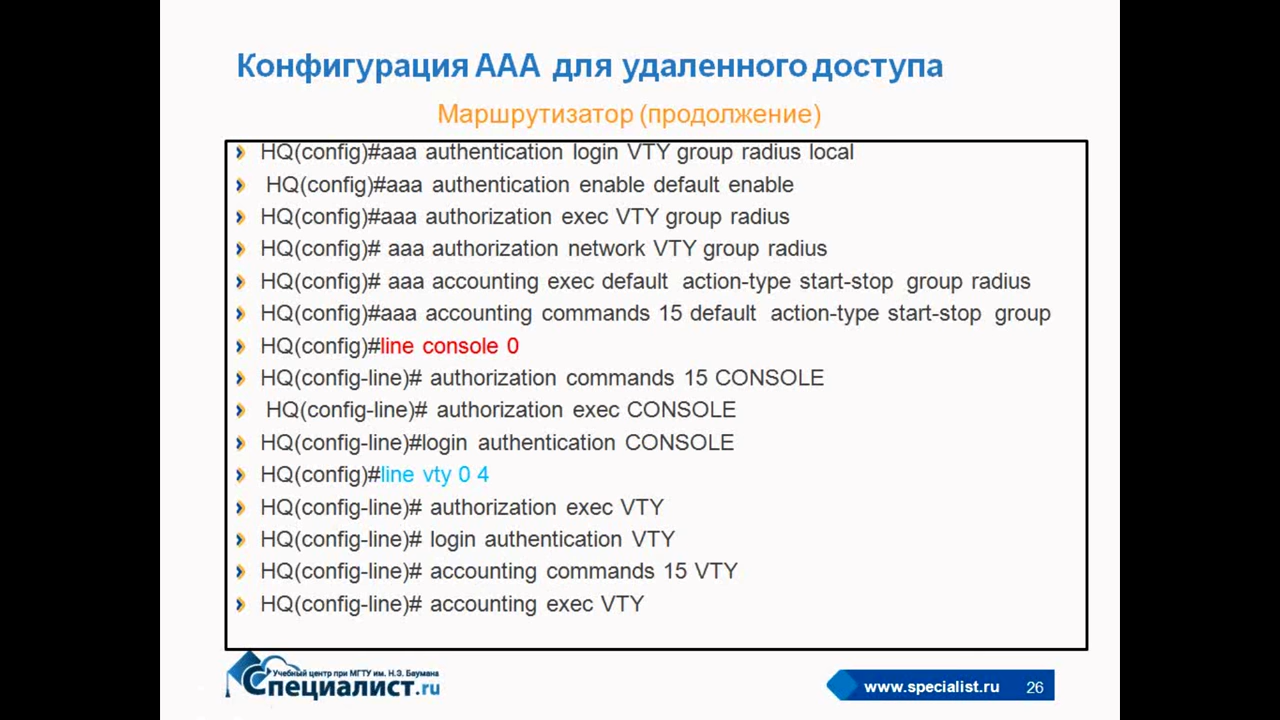 Конфигурация ААА для удаленного доступа
Маршрутизатор (продолжение)
HQ(config)#aaa authentication login VTY group radius local
HQ(config)#aaa authentication enable default enable
HQ(config)#aaa authorization exec VTY group radius
HQ(config)# aaa authorization network VTY group radius
HQ(config)# aaa accounting exec default action-type start-stop group radius
HQ(config)#aaa accounting commands 15 default action-type start-stop group
HQ(config)#line console 0
HQ(config-line)# authorization commands 15 CONSOLE
HQ(config-line)# authorization exec CONSOLE
HQ(config-line)#login authentication CONSOLE
HQ(config)#line vty 0 4
HQ(config-line)# authorization exec VTY
HQ(config-line)# login authentication VTY
HQ(config-line)# accounting commands 15 VTY
HQ(config-line)# accounting exec VTY
Учебный центр при МГТУ им. Н.Э. Баумана
Специалист.ru
www.specialist.ru 26